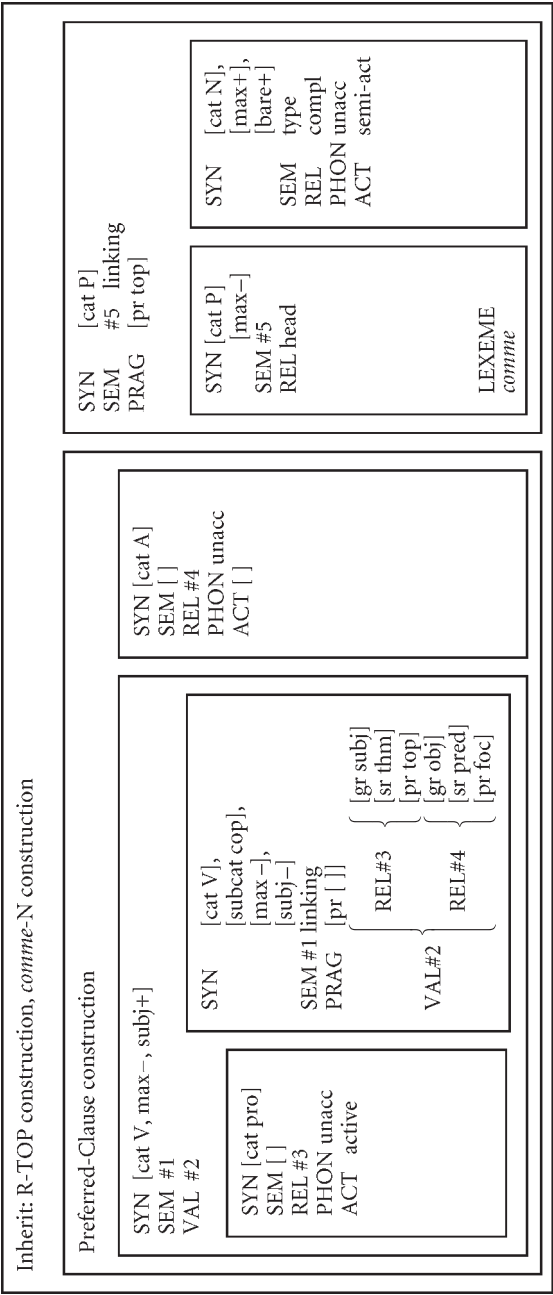 Inherit: R-TOP construction, comme-N construction
Preferred-Clause construction
SYN [cat V, max–, subj+]
SEM #1
VAL #2
SYN [cat pro]
SEM [ ]
REL #3
PHON unacc
ACT active
SYN [cat V],
[subcat cop],
[max –],
[subj–]
SEM #1 linking
PRAG [pr [ ]]
VAL#2
REL#3
[gr subj]
[sr thm]
[pr top]
REL#4
[gr obj]
[sr pred]
[pr foc]
SYN [cat A]
SEM [ ]
REL #4
PHON unacc
ACT [ ]
SYN [cat P]
SEM #5 linking
PRAG [pr top]
SYN [cat P]
[max–]
SEM #5
REL head
LEXEME
comme
SYN [cat N],
[max+],
[bare+]
SEM type
REL compl
PHON unacc
ACT semi-act